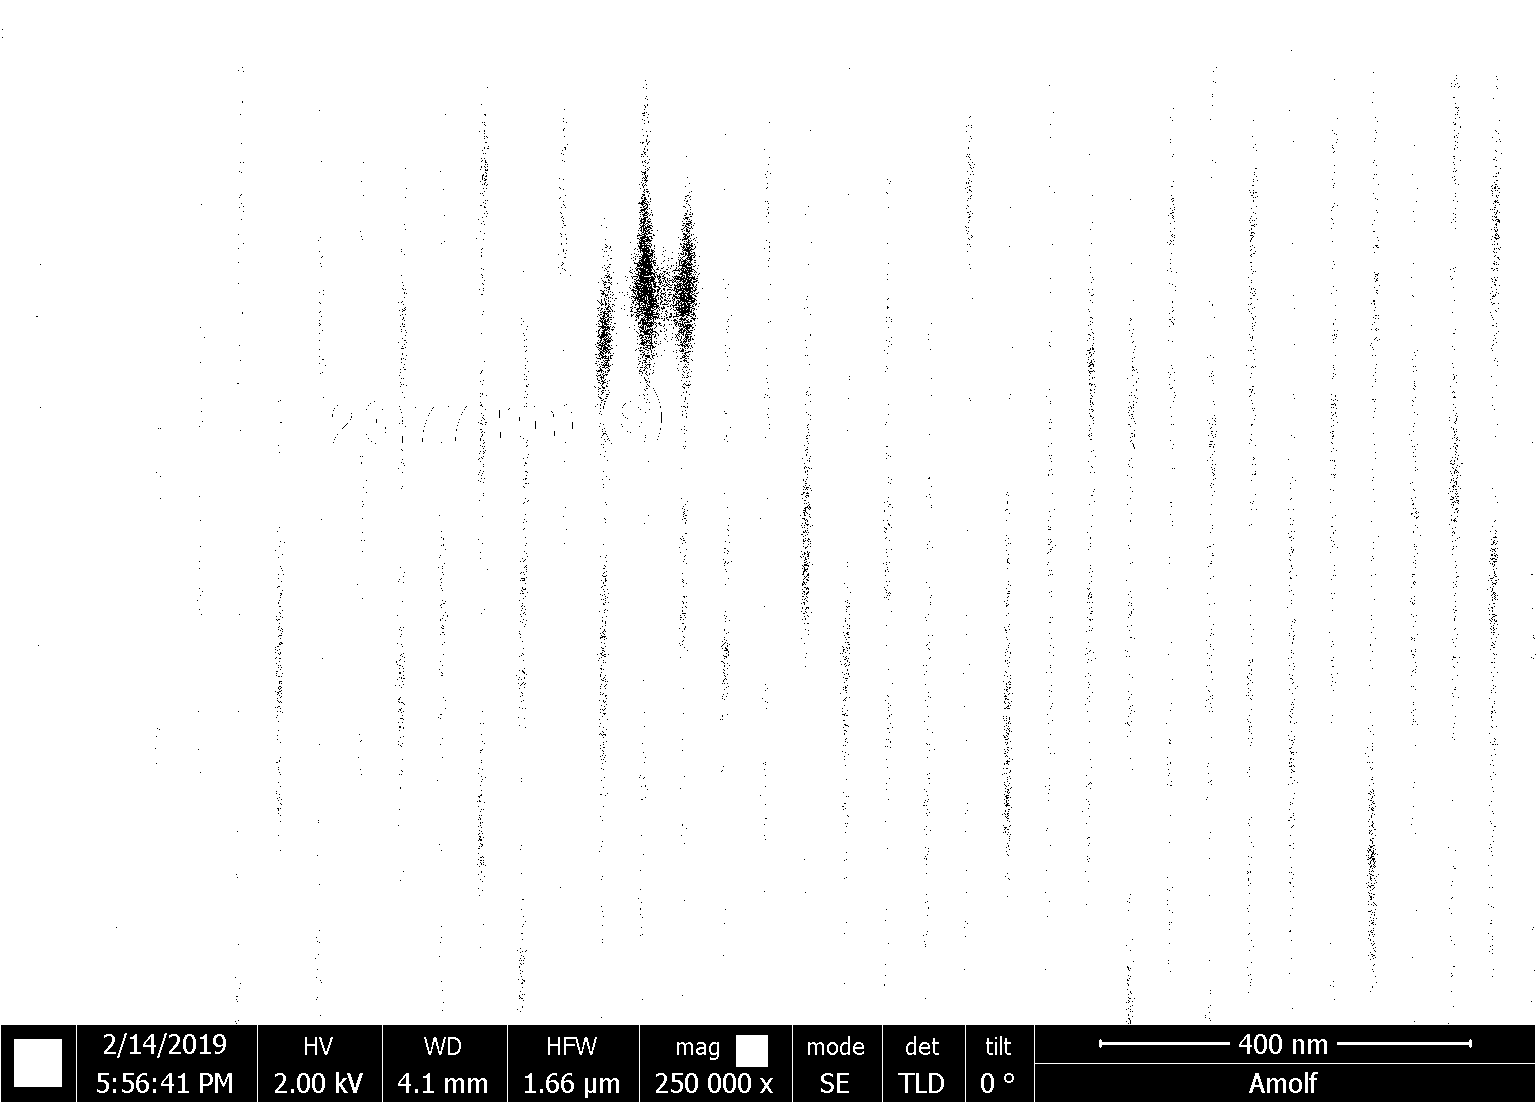 2/14/2019
5:56:41 PM
HV
2.00 kV
WD
4.1 mm
HFW
1.66 µm
mag
250 000 x
mode
SE
det
TLD
tilt
0 °
400 nm
Amolf